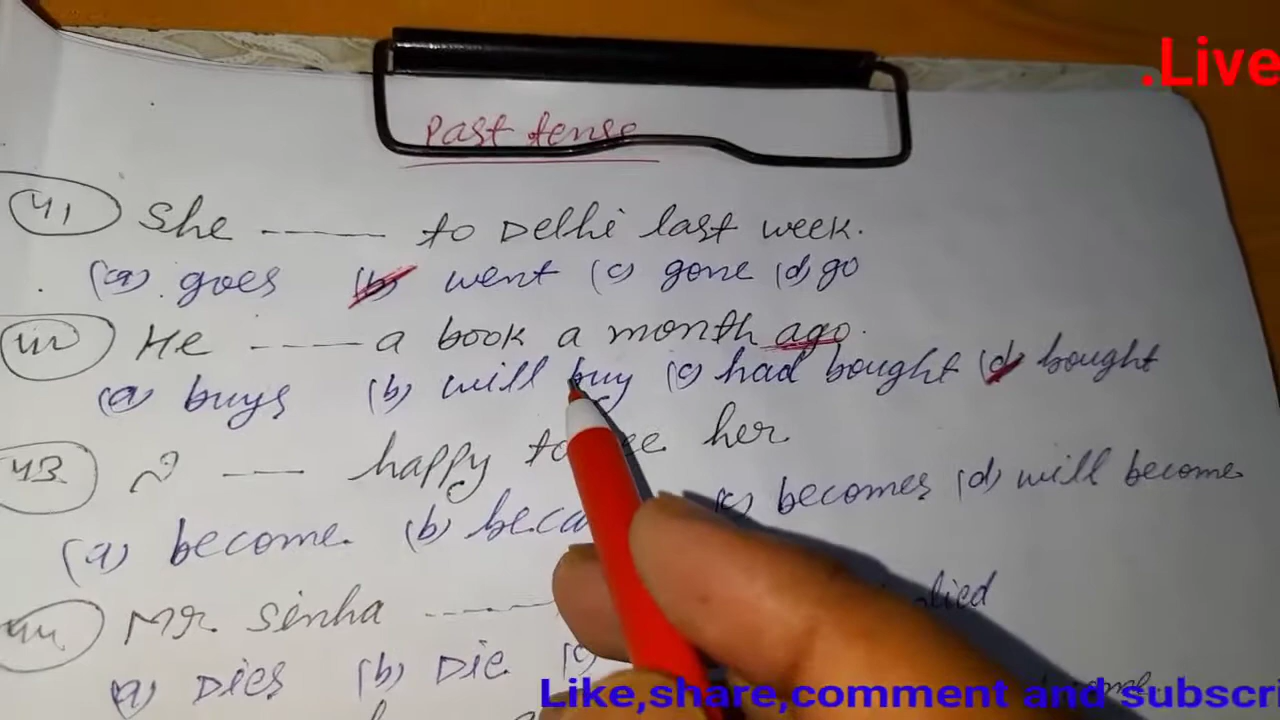 .Live
Past tense
41 She ------ to Delhi last week.
(a) goes (b) went (c) gone (d) go
He ------ a book a month ago.
(a) buys (b) will buy (c) had bought (d) bought
43. I ---- happy to see her
(a) become (b) beca (c) becomes (d) will become
44 Mr. Sinha ------
(a) Dies (b) Die (c)
Like,share,comment and subscri